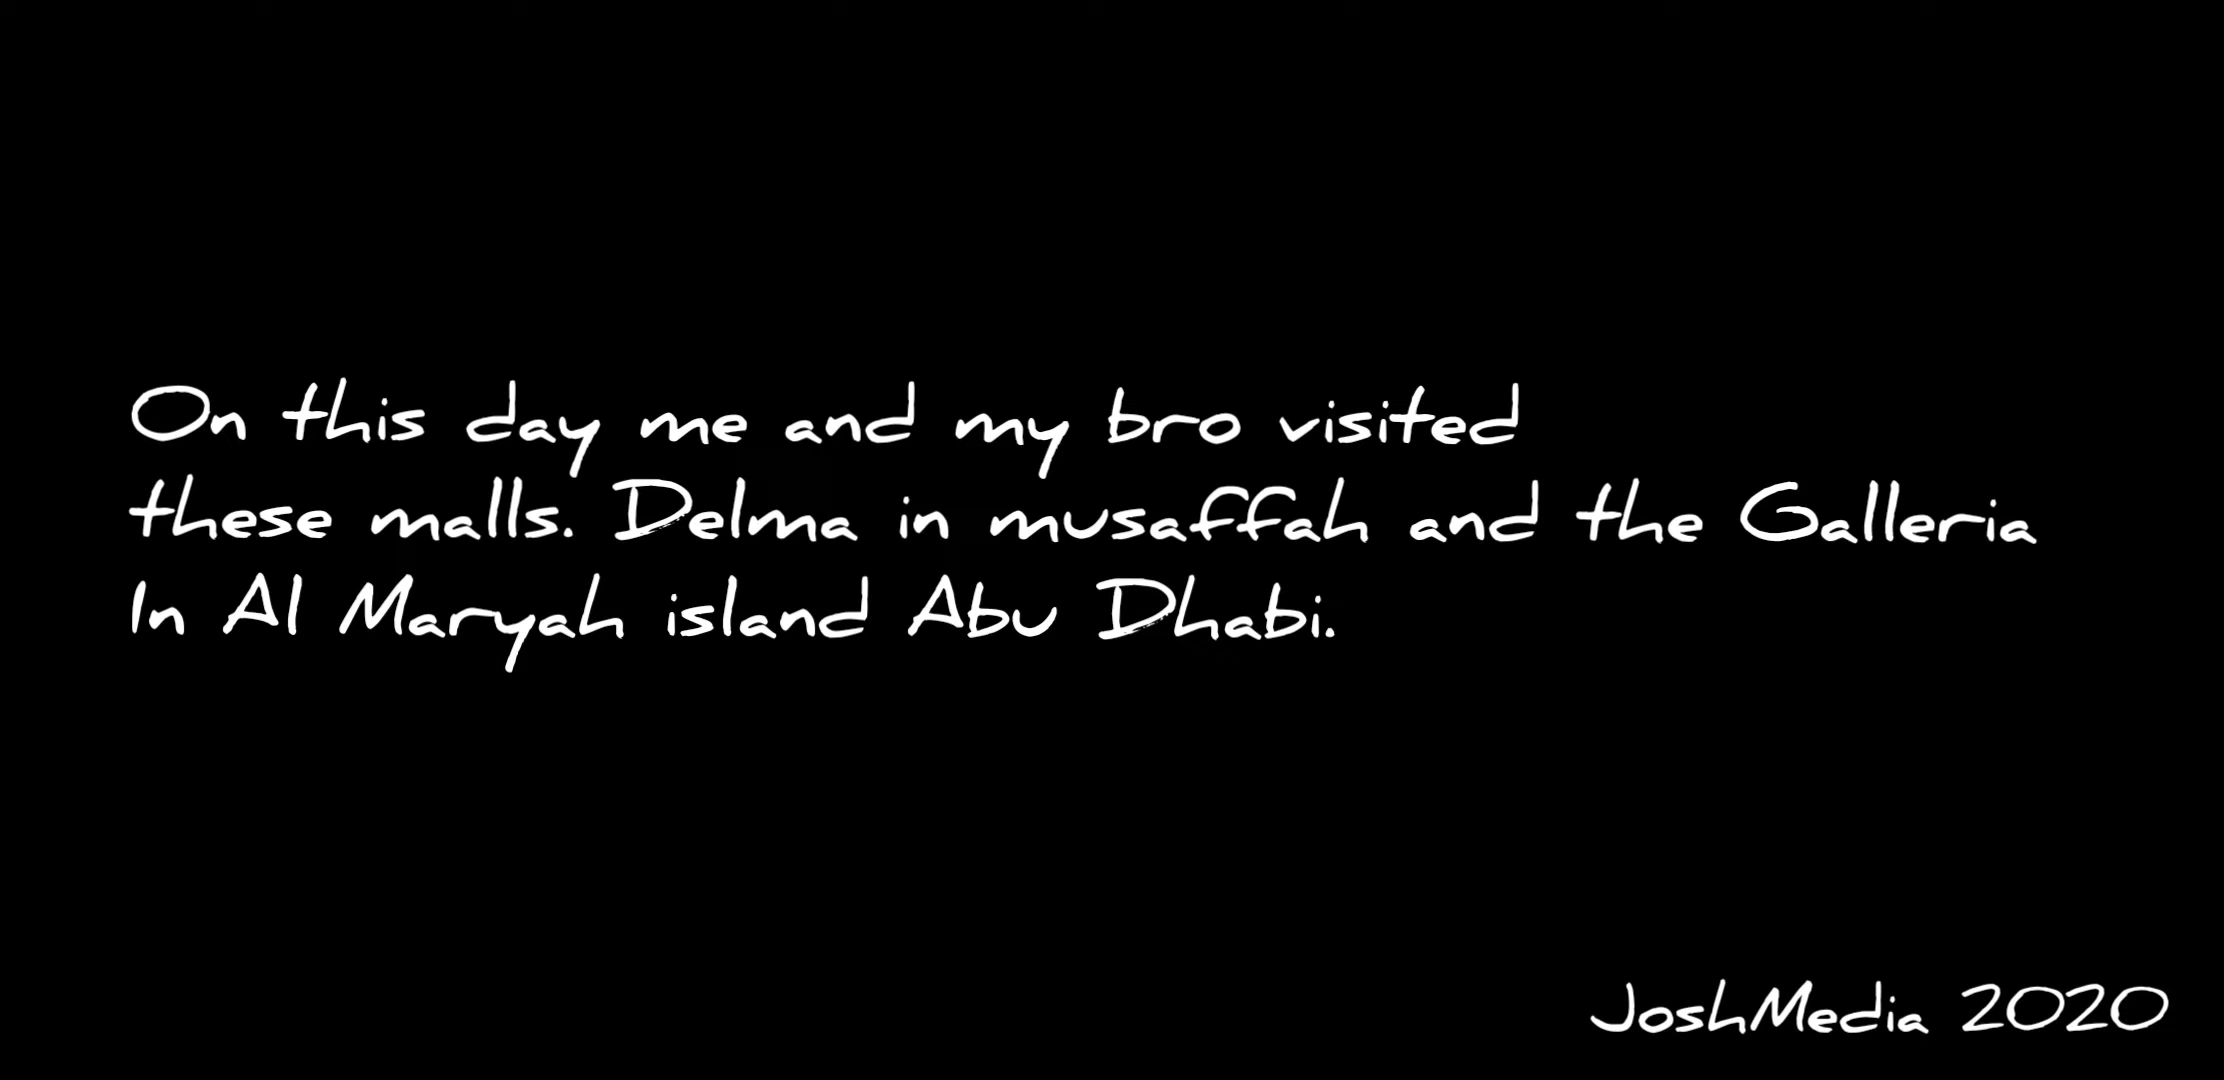 On this day me and my bro visited
these malls. Delma in musaffah and the Galleria
In Al Maryah island Abu Dhabi.
JoshMedia 2020